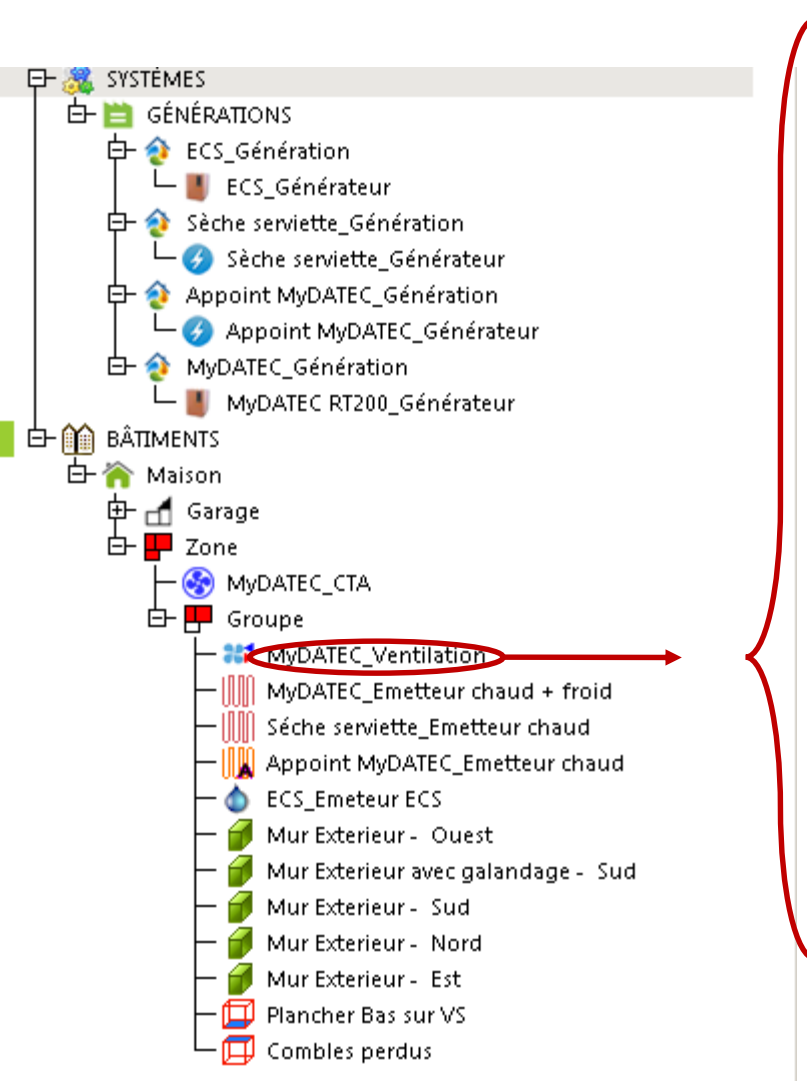 SYSTÈMES
GÉNÉRATIONS
ECS_Génération
ECS_Générateur
Sèche serviette_Génération
Sèche serviette_Générateur
Appoint MyDATEC_Génération
Appoint MyDATEC_Générateur
MyDATEC_Génération
MyDATEC RT200_Générateur
BÂTIMENTS
Maison
Garage
Zone
MyDATEC_CTA
Groupe
MyDATEC_Ventilation
MyDATEC_Emetteur chaud + froid
Séche serviette_Emetteur chaud
Appoint MyDATEC_Emetteur chaud
ECS_Emeteur ECS
Mur Exterieur - Ouest
Mur Exterieur avec galandage - Sud
Mur Exterieur - Sud
Mur Exterieur - Nord
Mur Exterieur - Est
Plancher Bas sur VS
Combles perdus